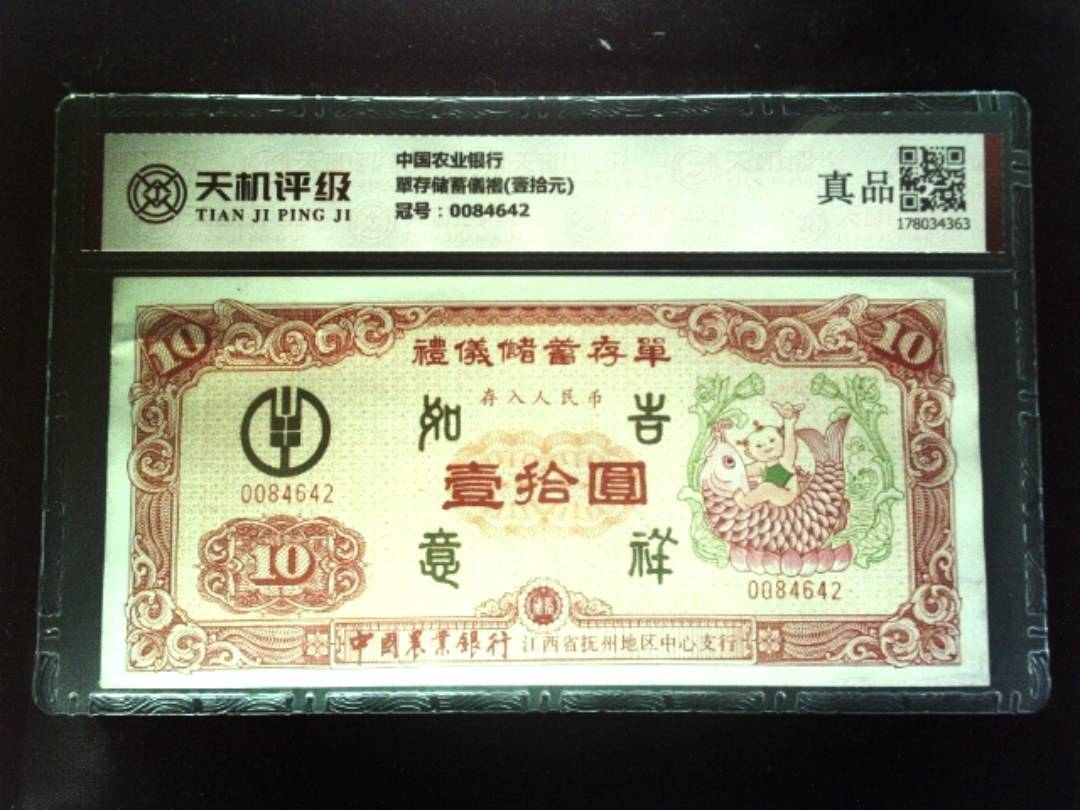 天机评级
TIAN JI PING JI
中国农业银行
單存储蓄儀禮(壹拾元)
冠号：0084642
真品
178034363
10
10
禮儀儲蓄存單
存入人民币
如
吉
壹拾圓
0084642
意
祥
10
0084642
中國農業銀行 江西省抚州地区中心支行